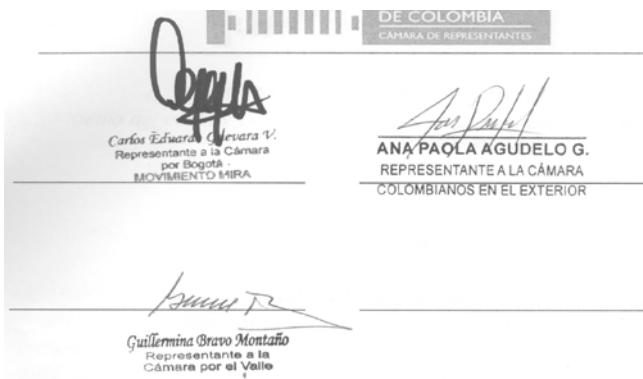 DE COLOMBIA
CÁMARA DE REPRESENTANTES
Carlos Eduardo Guevara V.
Representante a la Cámara
por Bogotá
MOVIMIENTO MIRA
ANA PAOLA AGUDELO G.
REPRESENTANTE A LA CÁMARA
COLOMBIANOS EN EL EXTERIOR
Guillermina Bravo Montaño
Representante a la
Cámara por el Valle